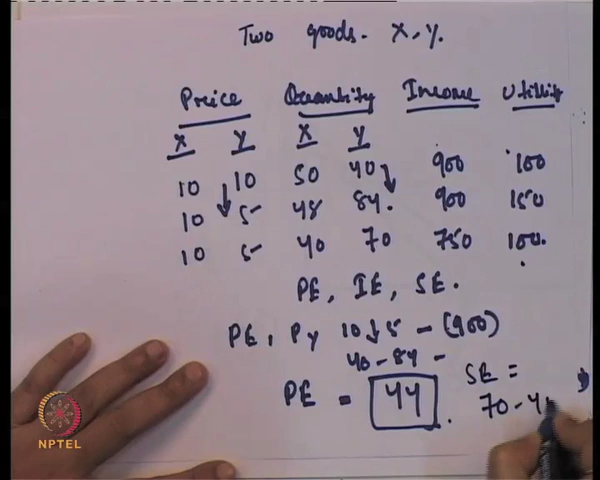 Two goods - X, Y.
Price Quantity Income Utility
X Y X Y
10 10 50 40 900 100
10 5 48 84 900 150
10 5 40 70 750 100
PE, IE, SE.
PE, Py 10 ↓ 5 - (900)
40 - 84 -
PE = 44 SE =
70 - 4
NPTEL